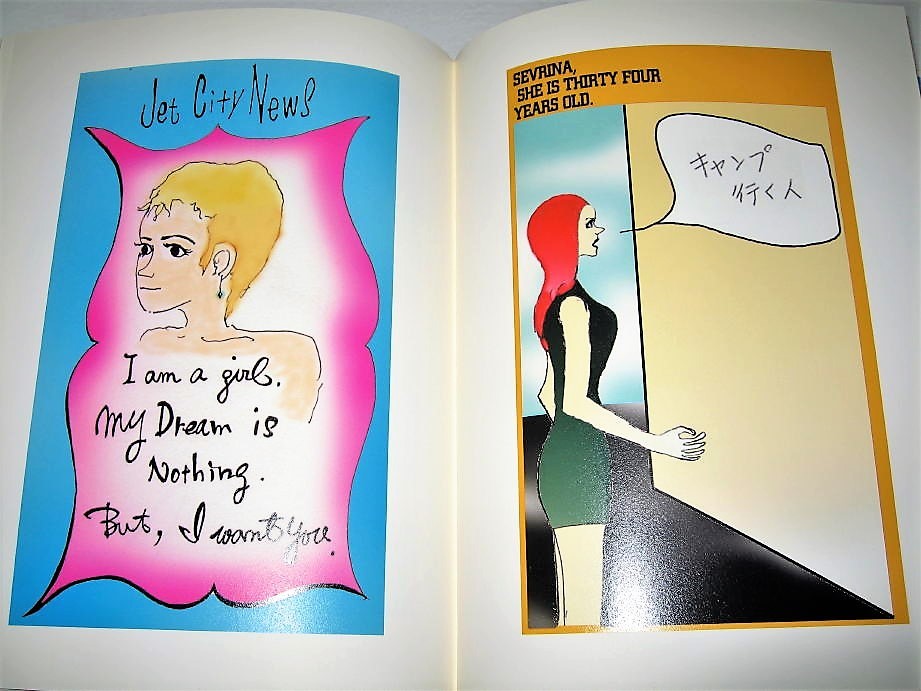 Jet City News
I am a girl.
My Dream is
Nothing.
But, I want you.
SEVRINA,
SHE IS THIRTY FOUR
YEARS OLD.
キャンプ
行く人